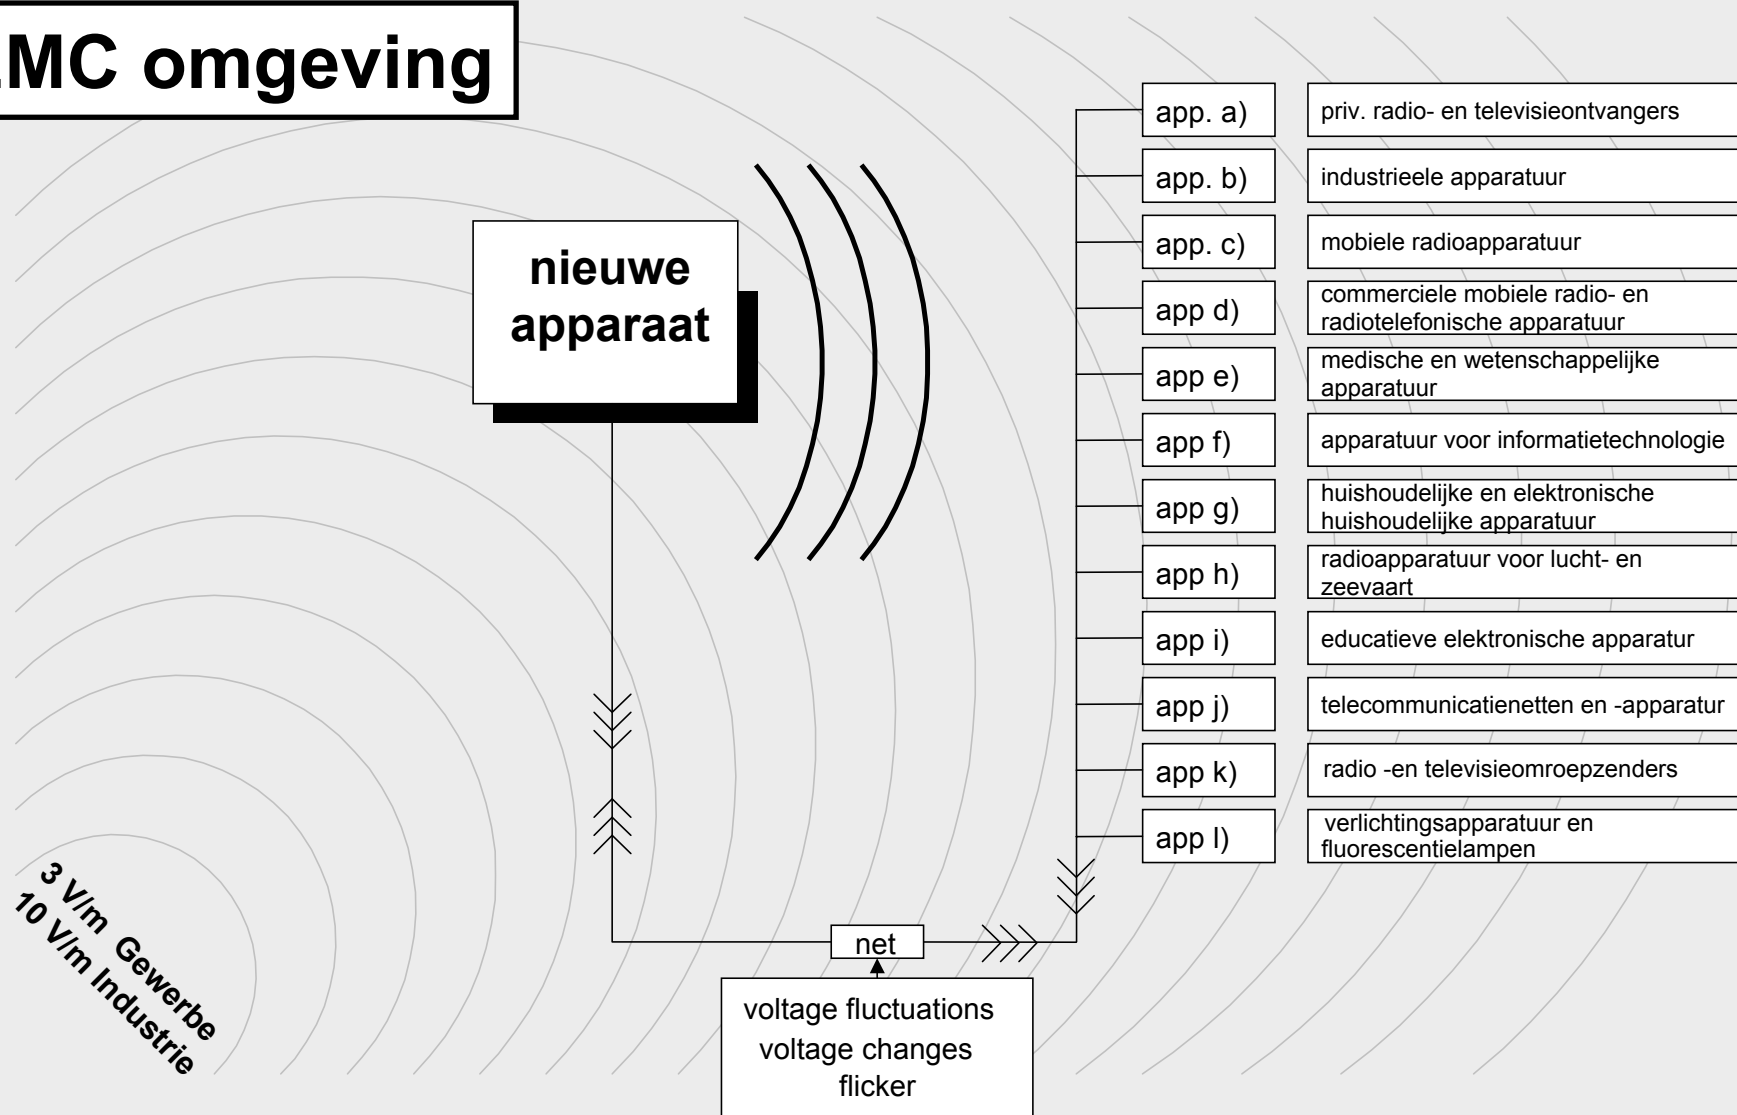 .MC omgeving
nieuwe
apparaat
app. a)
priv. radio- en televisieontvangers
app. b)
industrieele apparatuur
app. c)
mobiele radioapparatuur
app d)
commerciele mobiele radio- en
radiotelefonische apparatuur
app e)
medische en wetenschappelijke
apparatuur
app f)
apparatuur voor informatietechnologie
app g)
huishoudelijke en elektronische
huishoudelijke apparatuur
app h)
radioapparatuur voor lucht- en
zeevaart
app i)
educatieve elektronische apparatur
app j)
telecommunicatienetten en -apparatur
app k)
radio -en televisieomroepzenders
app l)
verlichtingsapparatuur en
fluorescentielampen
3 V/m Gewerbe
10 V/m Industrie
net
voltage fluctuations
voltage changes
flicker